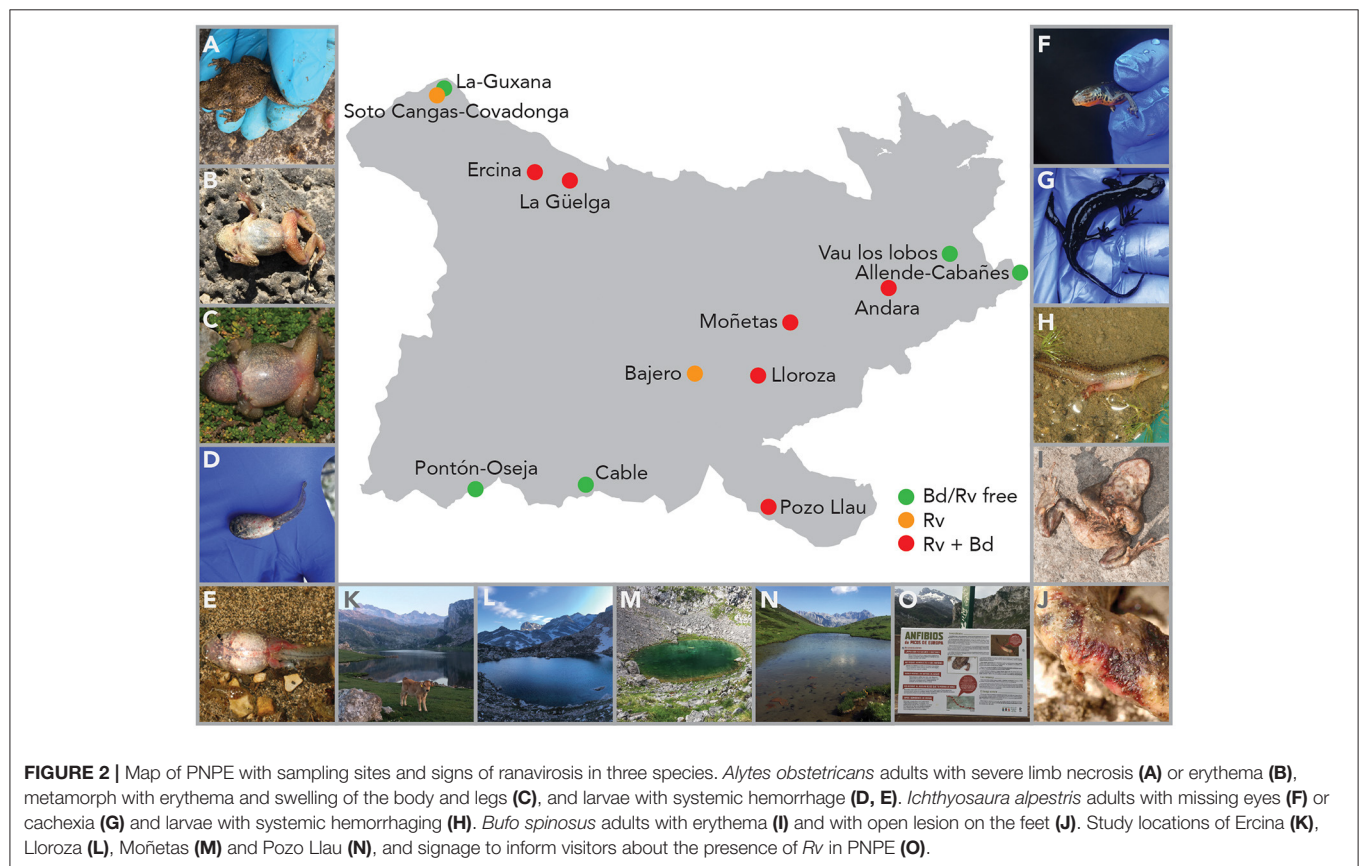 A
B
C
D
E
F
G
H
I
J
K
L
M
N
O
La-Guxana
Soto Cangas-Covadonga
Ercina
La Güelga
Vau los lobos
Allende-Cabañes
Andara
Moñetas
Bajero
Lloroza
Pontón-Oseja
Cable
Pozo Llau
Bd/Rv free
Rv
Rv + Bd
ANFIBIOS
de PICOS DE EUROPA
FIGURE 2 | Map of PNPE with sampling sites and signs of ranavirosis in three species. Alytes obstetricans adults with severe limb necrosis (A) or erythema (B),
metamorph with erythema and swelling of the body and legs (C), and larvae with systemic hemorrhage (D, E). Ichthyosaura alpestris adults with missing eyes (F) or
cachexia (G) and larvae with systemic hemorrhaging (H). Bufo spinosus adults with erythema (I) and with open lesion on the feet (J). Study locations of Ercina (K),
Lloroza (L), Moñetas (M) and Pozo Llau (N), and signage to inform visitors about the presence of Rv in PNPE (O).